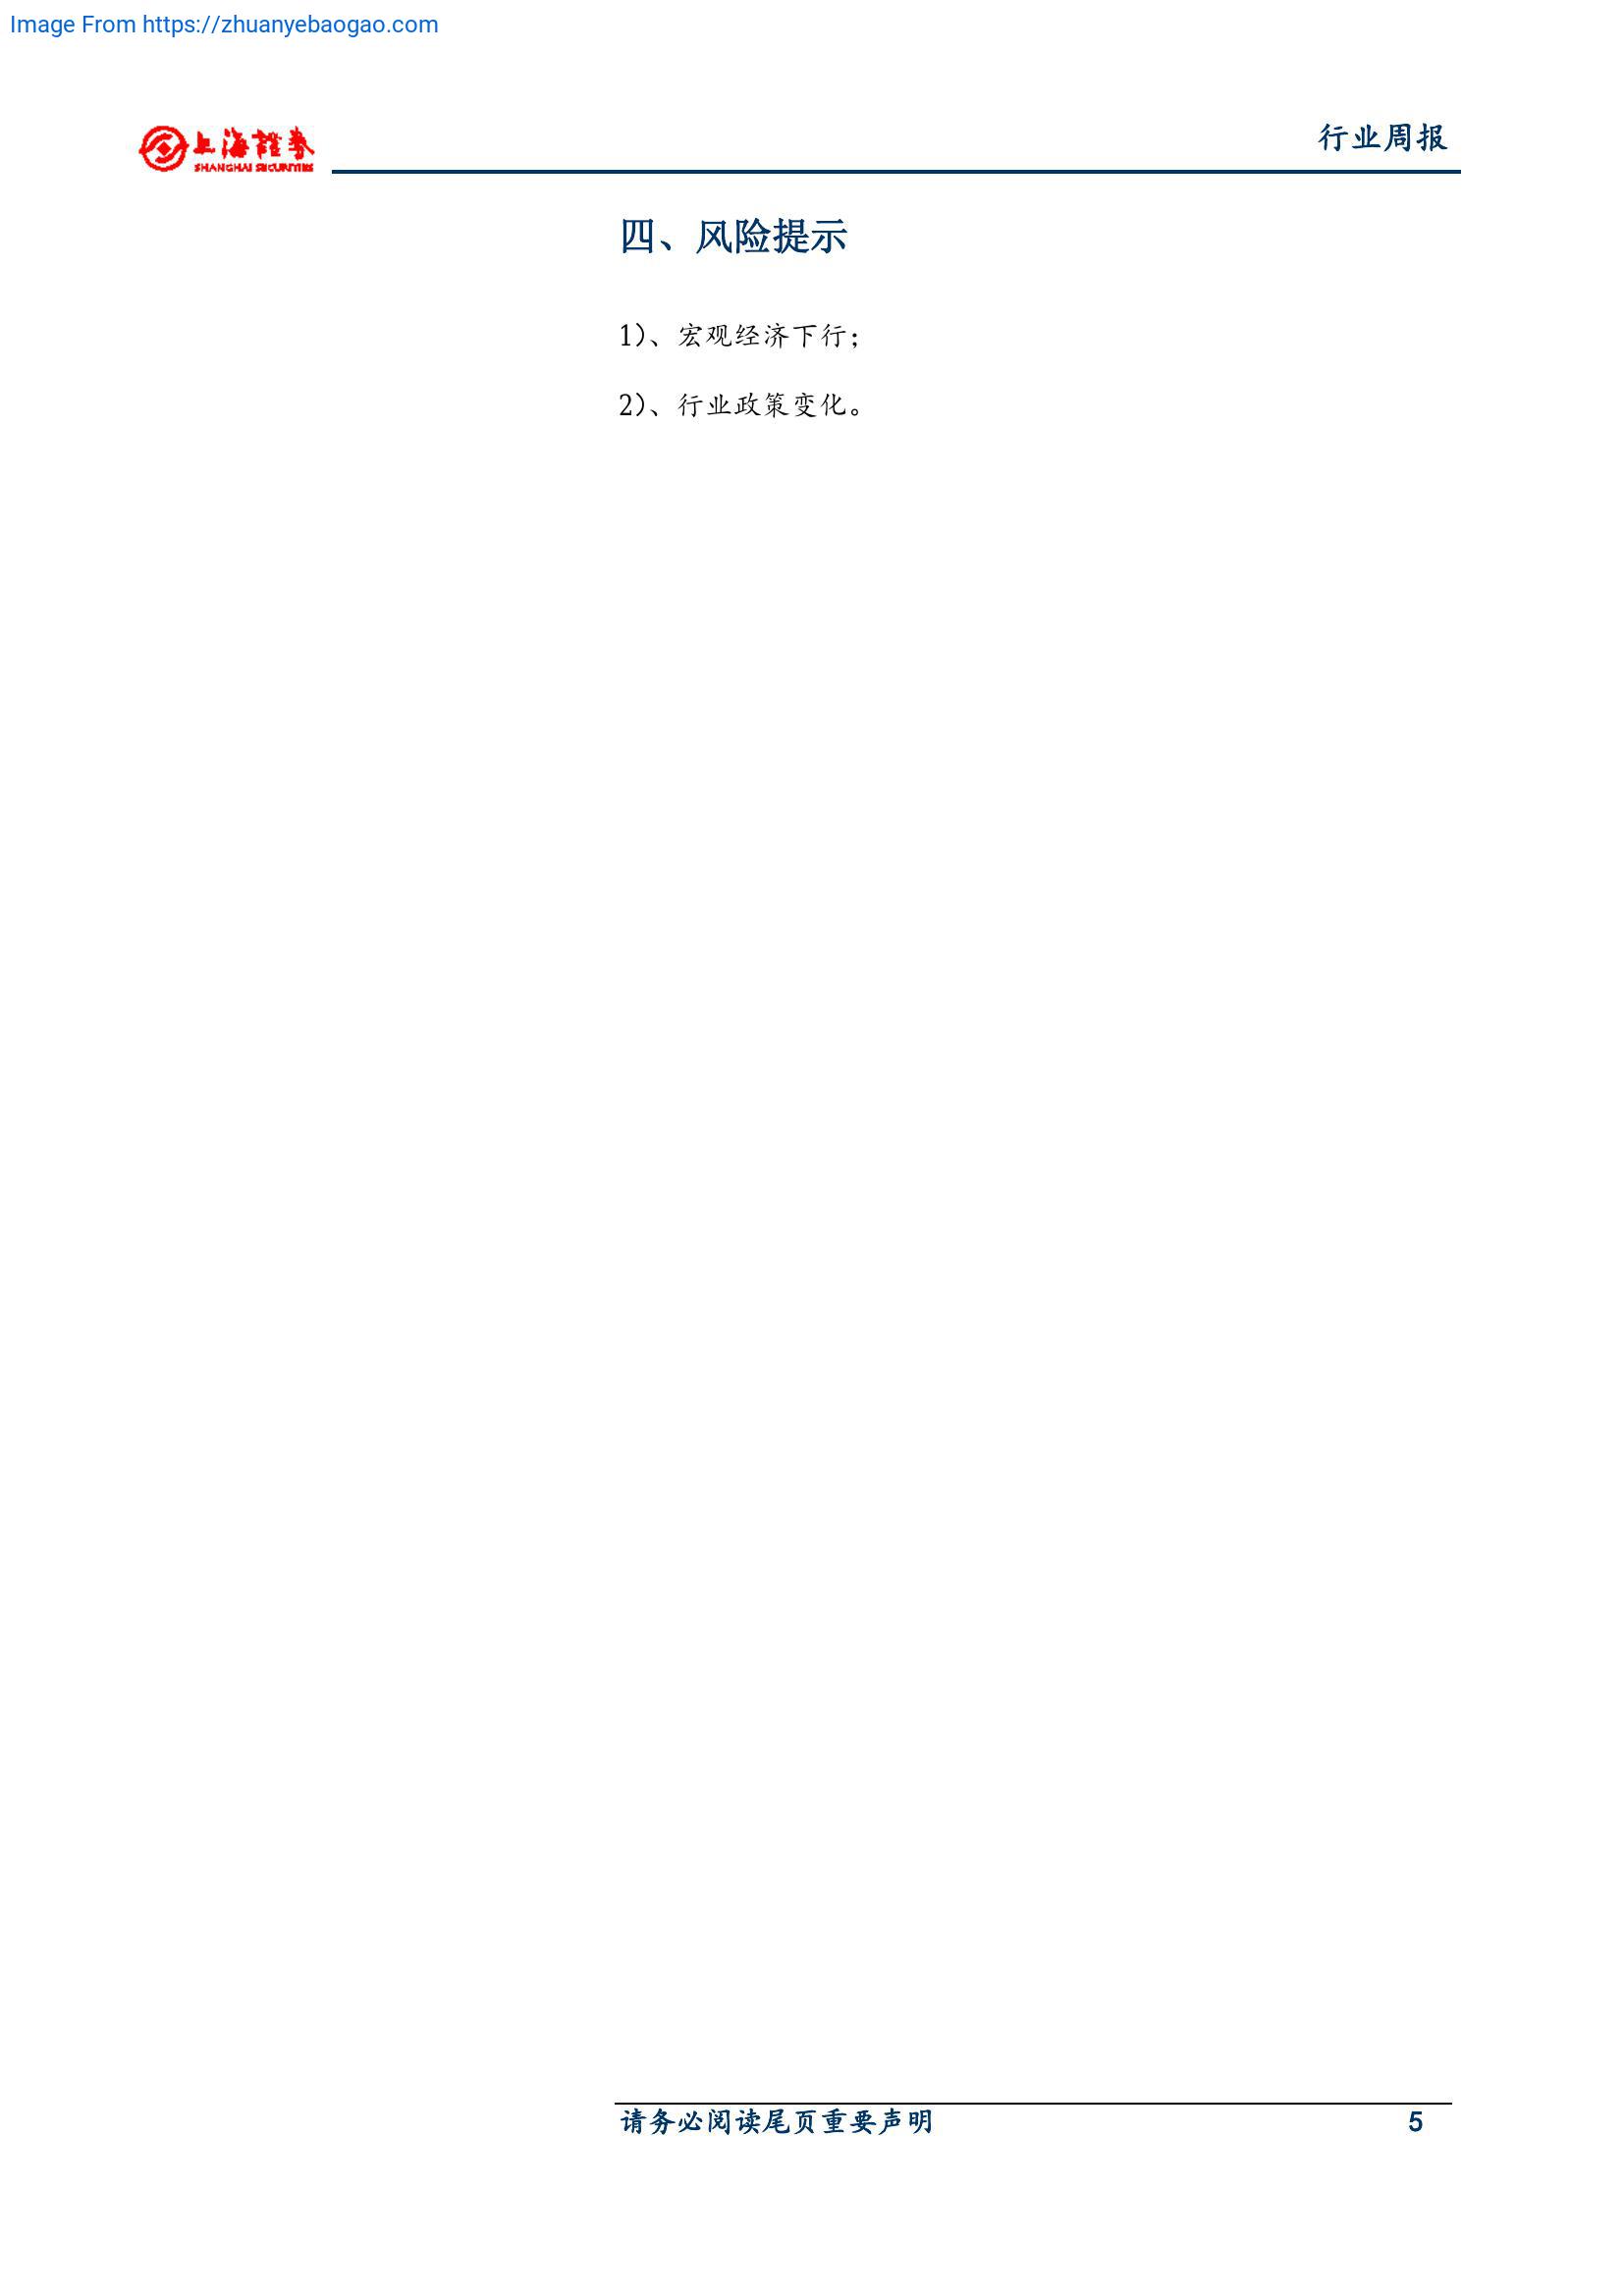 Image From https://zhuanyebaogao.com
上海證券
SHANGHAI SECURITIES
行业周报
四、风险提示
1)、宏观经济下行;
2)、行业政策变化。
请务必阅读尾页重要声明 5